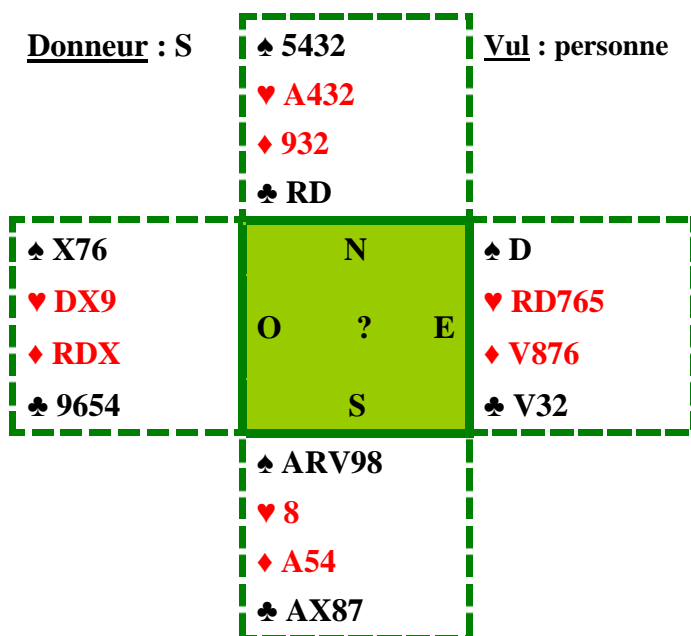 Donneur : S
Vul : personne
♠ 5432
♥ A432
♦ 932
♣ RD
♠ X76
♥ DX9
♦ RDX
♣ 9654
N
O ? E
S
♠ D
♥ RD765
♦ V876
♣ V32
♠ ARV98
♥ 8
♦ A54
♣ AX87